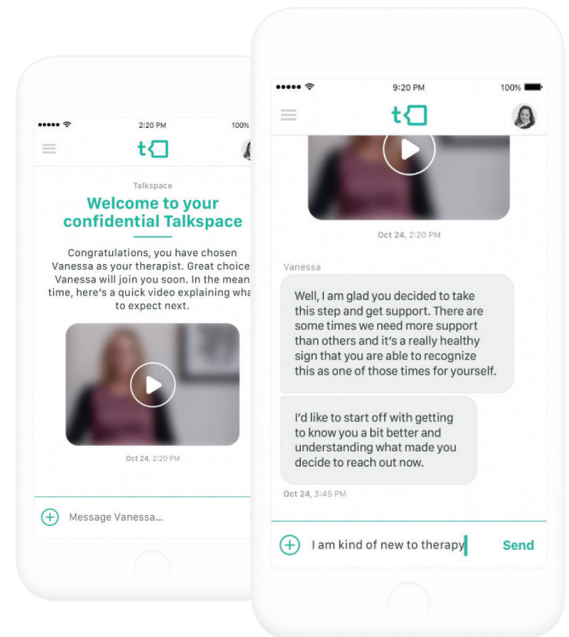 2:20 PM
100%
Talkspace
Welcome to your
confidential Talkspace
Congratulations, you have chosen
Vanessa as your therapist. Great choice
Vanessa will join you soon. In the mean
time, here's a quick video explaining wha
to expect next.
Oct 24, 2:20 PM
Message Vanessa...
9:20 PM
100%
t
Oct 24, 2:20 PM
Vanessa
Well, I am glad you decided to take
this step and get support. There are
some times we need more support
than others and it's a really healthy
sign that you are able to recognize
this as one of those times for yourself.
I'd like to start off with getting
to know you a bit better and
understanding what made you
decide to reach out now.
Oct 24, 3:45 PM
I am kind of new to therapy
Send